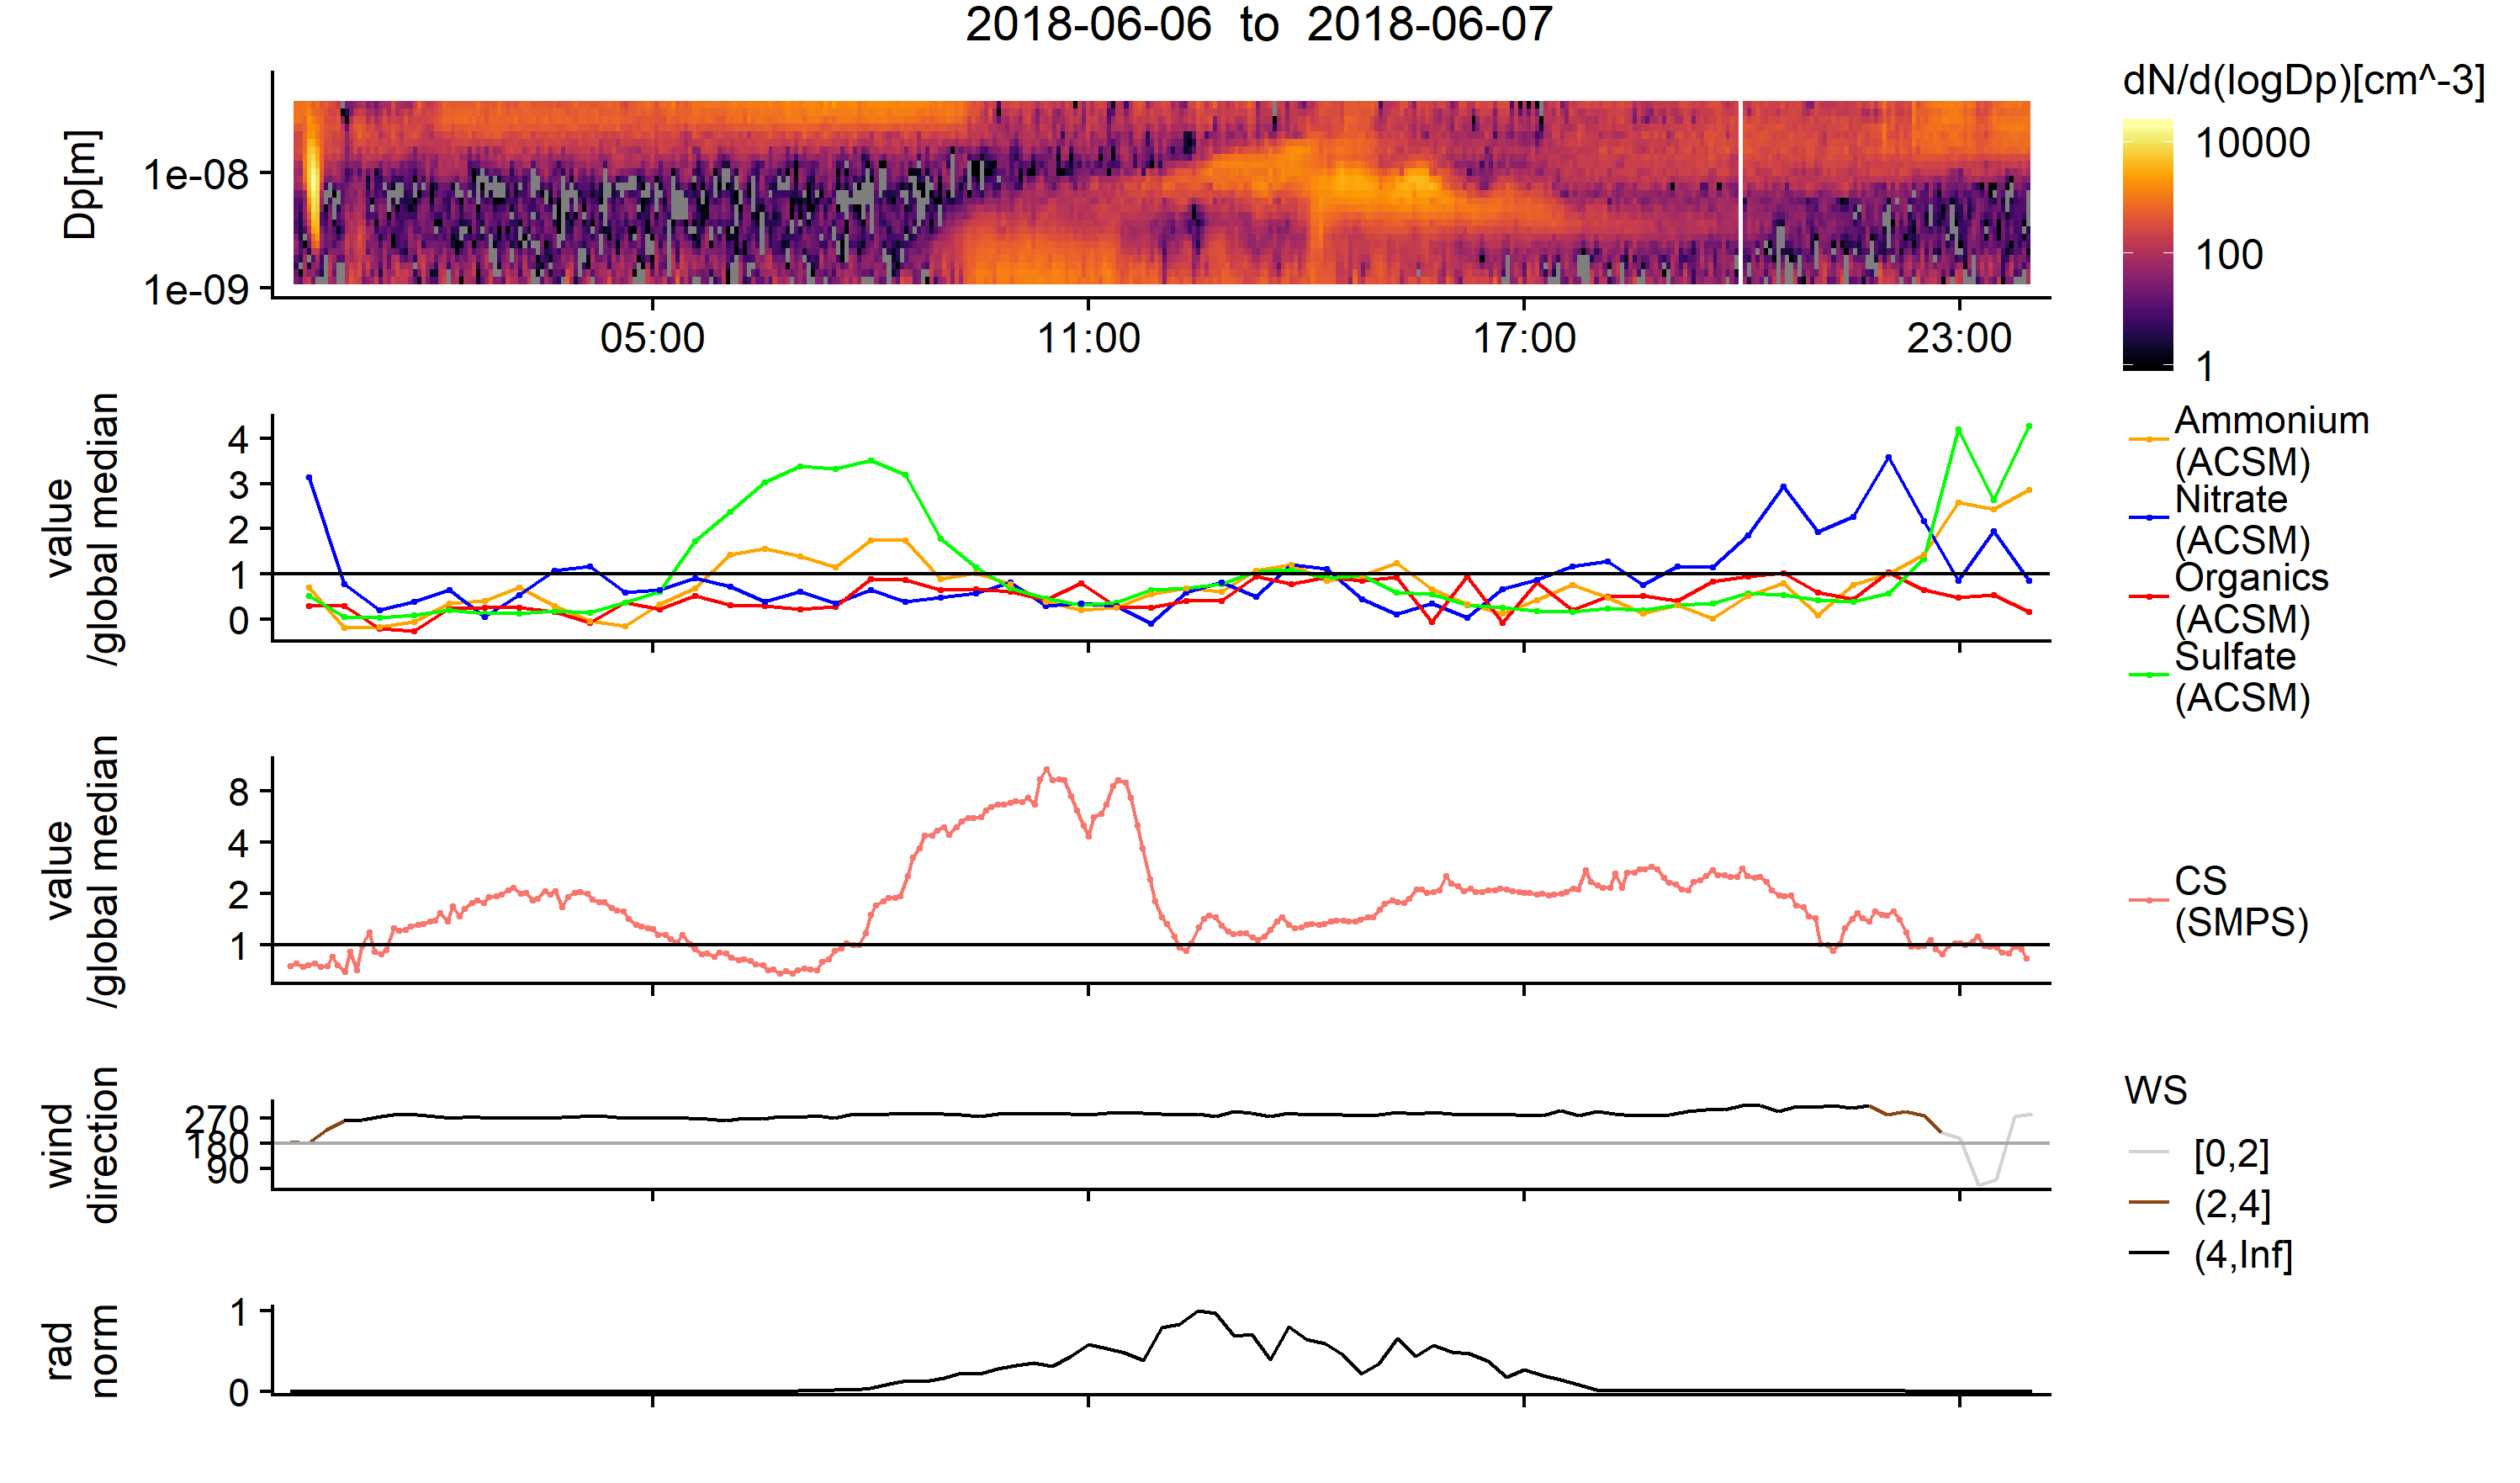 2018-06-06 to 2018-06-07
dN/d(logDp)[cm^-3]
10000
100
1
Dp[m]
1e-08
1e-09
05:00
11:00
17:00
23:00
value
/global median
4
3
2
1
0
Ammonium
(ACSM)
Nitrate
(ACSM)
Organics
(ACSM)
Sulfate
(ACSM)
value
/global median
8
4
2
1
CS
(SMPS)
wind
direction
270
180
90
WS
[0,2]
(2,4]
(4,Inf]
rad
norm
1
0